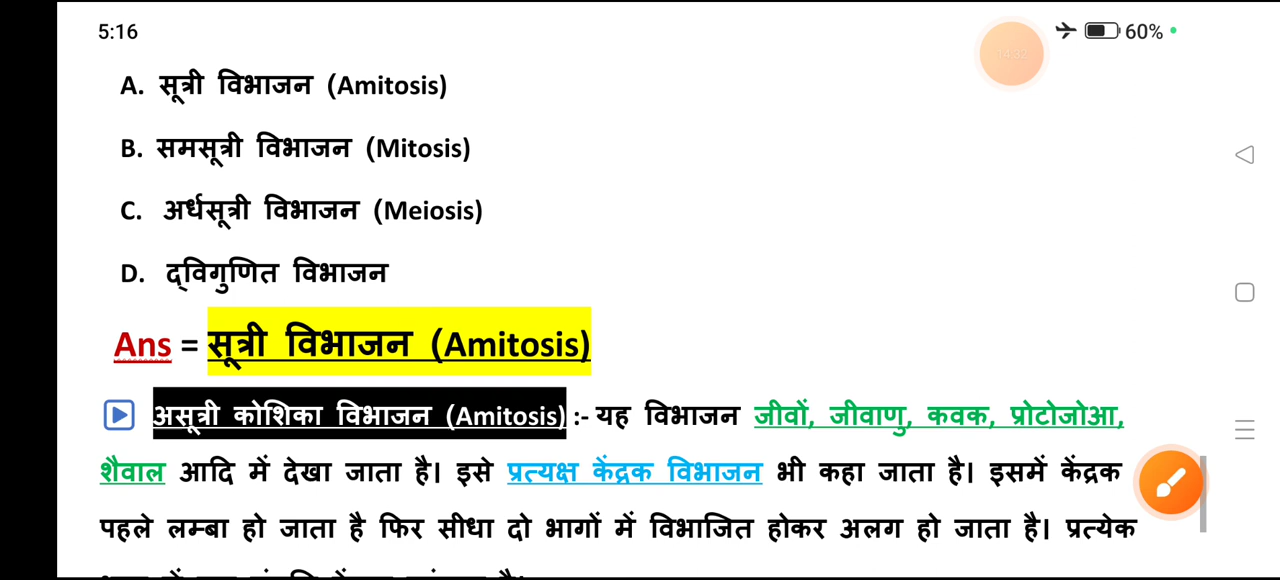 5:16
60%
A. सूत्री विभाजन (Amitosis)
B. समसूत्री विभाजन (Mitosis)
C. अर्धसूत्री विभाजन (Meiosis)
D. द्विगुणित विभाजन
Ans = सूत्री विभाजन (Amitosis)
असूत्री कोशिका विभाजन (Amitosis) :- यह विभाजन जीवों, जीवाणु, कवक, प्रोटोजोआ,
शैवाल आदि में देखा जाता है। इसे प्रत्यक्ष केंद्रक विभाजन भी कहा जाता है। इसमें केंद्रक
पहले लम्बा हो जाता है फिर सीधा दो भागों में विभाजित होकर अलग हो जाता है। प्रत्येक